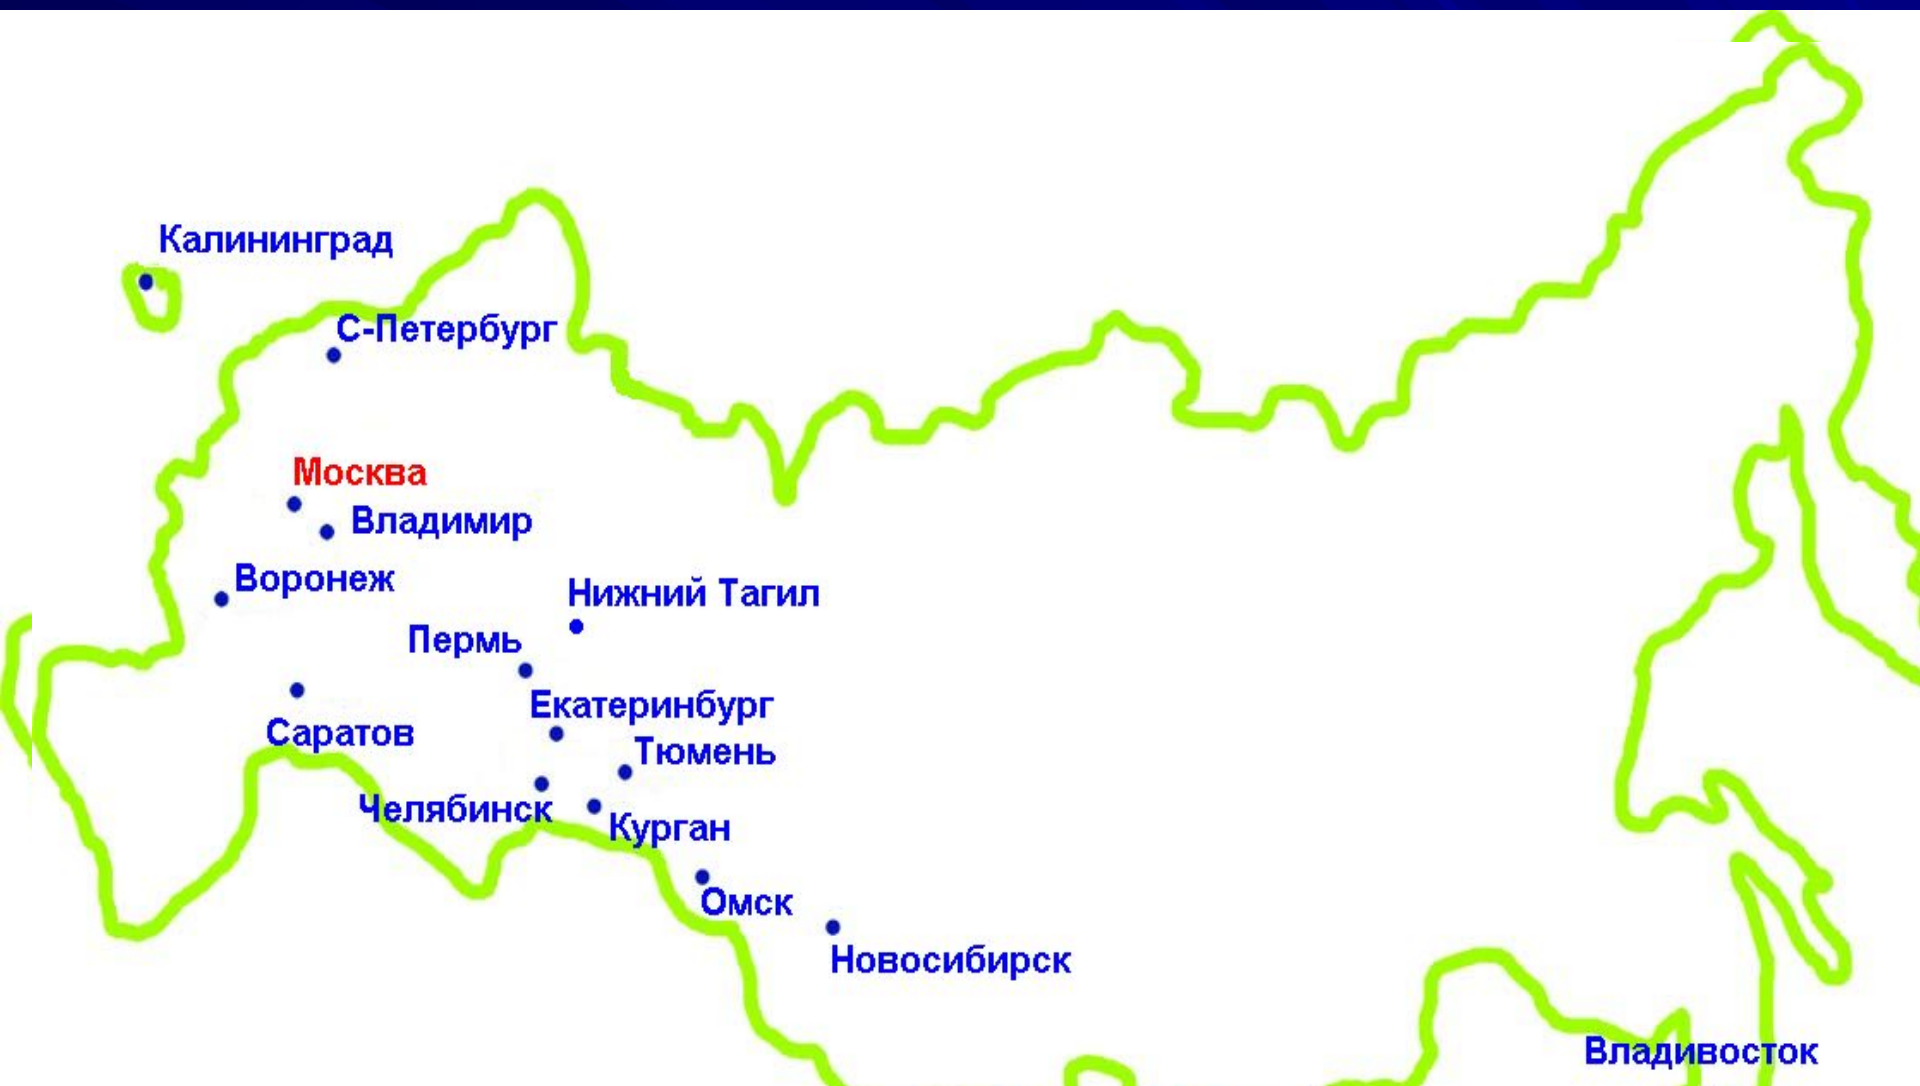 Калининград
С-Петербург
Москва
Владимир
Воронеж
Нижний Тагил
Пермь
Екатеринбург
Саратов
Тюмень
Челябинск
Курган
Омск
Новосибирск
Владивосток